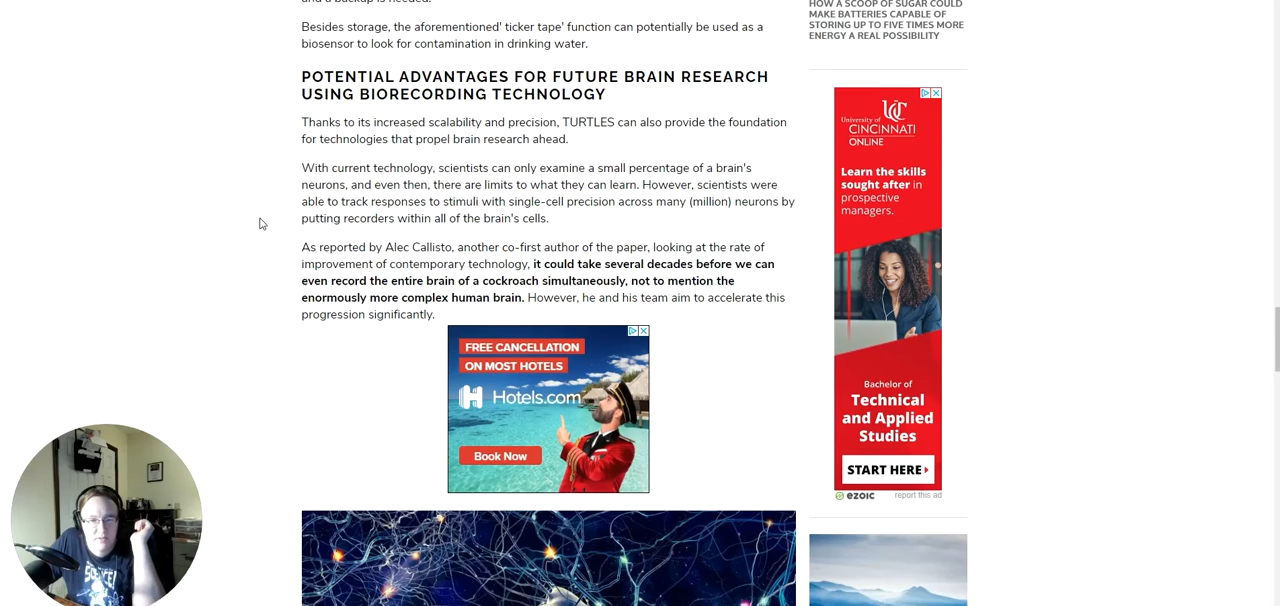 and a backup is needed.
Besides storage, the aforementioned' ticker tape' function can potentially be used as a
biosensor to look for contamination in drinking water.
POTENTIAL ADVANTAGES FOR FUTURE BRAIN RESEARCH
USING BIORECORDING TECHNOLOGY
Thanks to its increased scalability and precision, TURTLES can also provide the foundation
for technologies that propel brain research ahead.
With current technology, scientists can only examine a small percentage of a brain's
neurons, and even then, there are limits to what they can learn. However, scientists were
able to track responses to stimuli with single-cell precision across many (million) neurons by
putting recorders within all of the brain's cells.
As reported by Alec Callisto, another co-first author of the paper, looking at the rate of
improvement of contemporary technology, it could take several decades before we can
even record the entire brain of a cockroach simultaneously, not to mention the
enormously more complex human brain. However, he and his team aim to accelerate this
progression significantly.
FREE CANCELLATION
ON MOST HOTELS
Hotels.com
Book Now
HOW A SCOOP OF SUGAR COULD
MAKE BATTERIES CAPABLE OF
STORING UP TO FIVE TIMES MORE
ENERGY A REAL POSSIBILITY
University of
CINCINNATI
ONLINE
Learn the skills
sought after in
prospective
managers.
Bachelor of
Technical
and Applied
Studies
START HERE
ezoic
report this ad